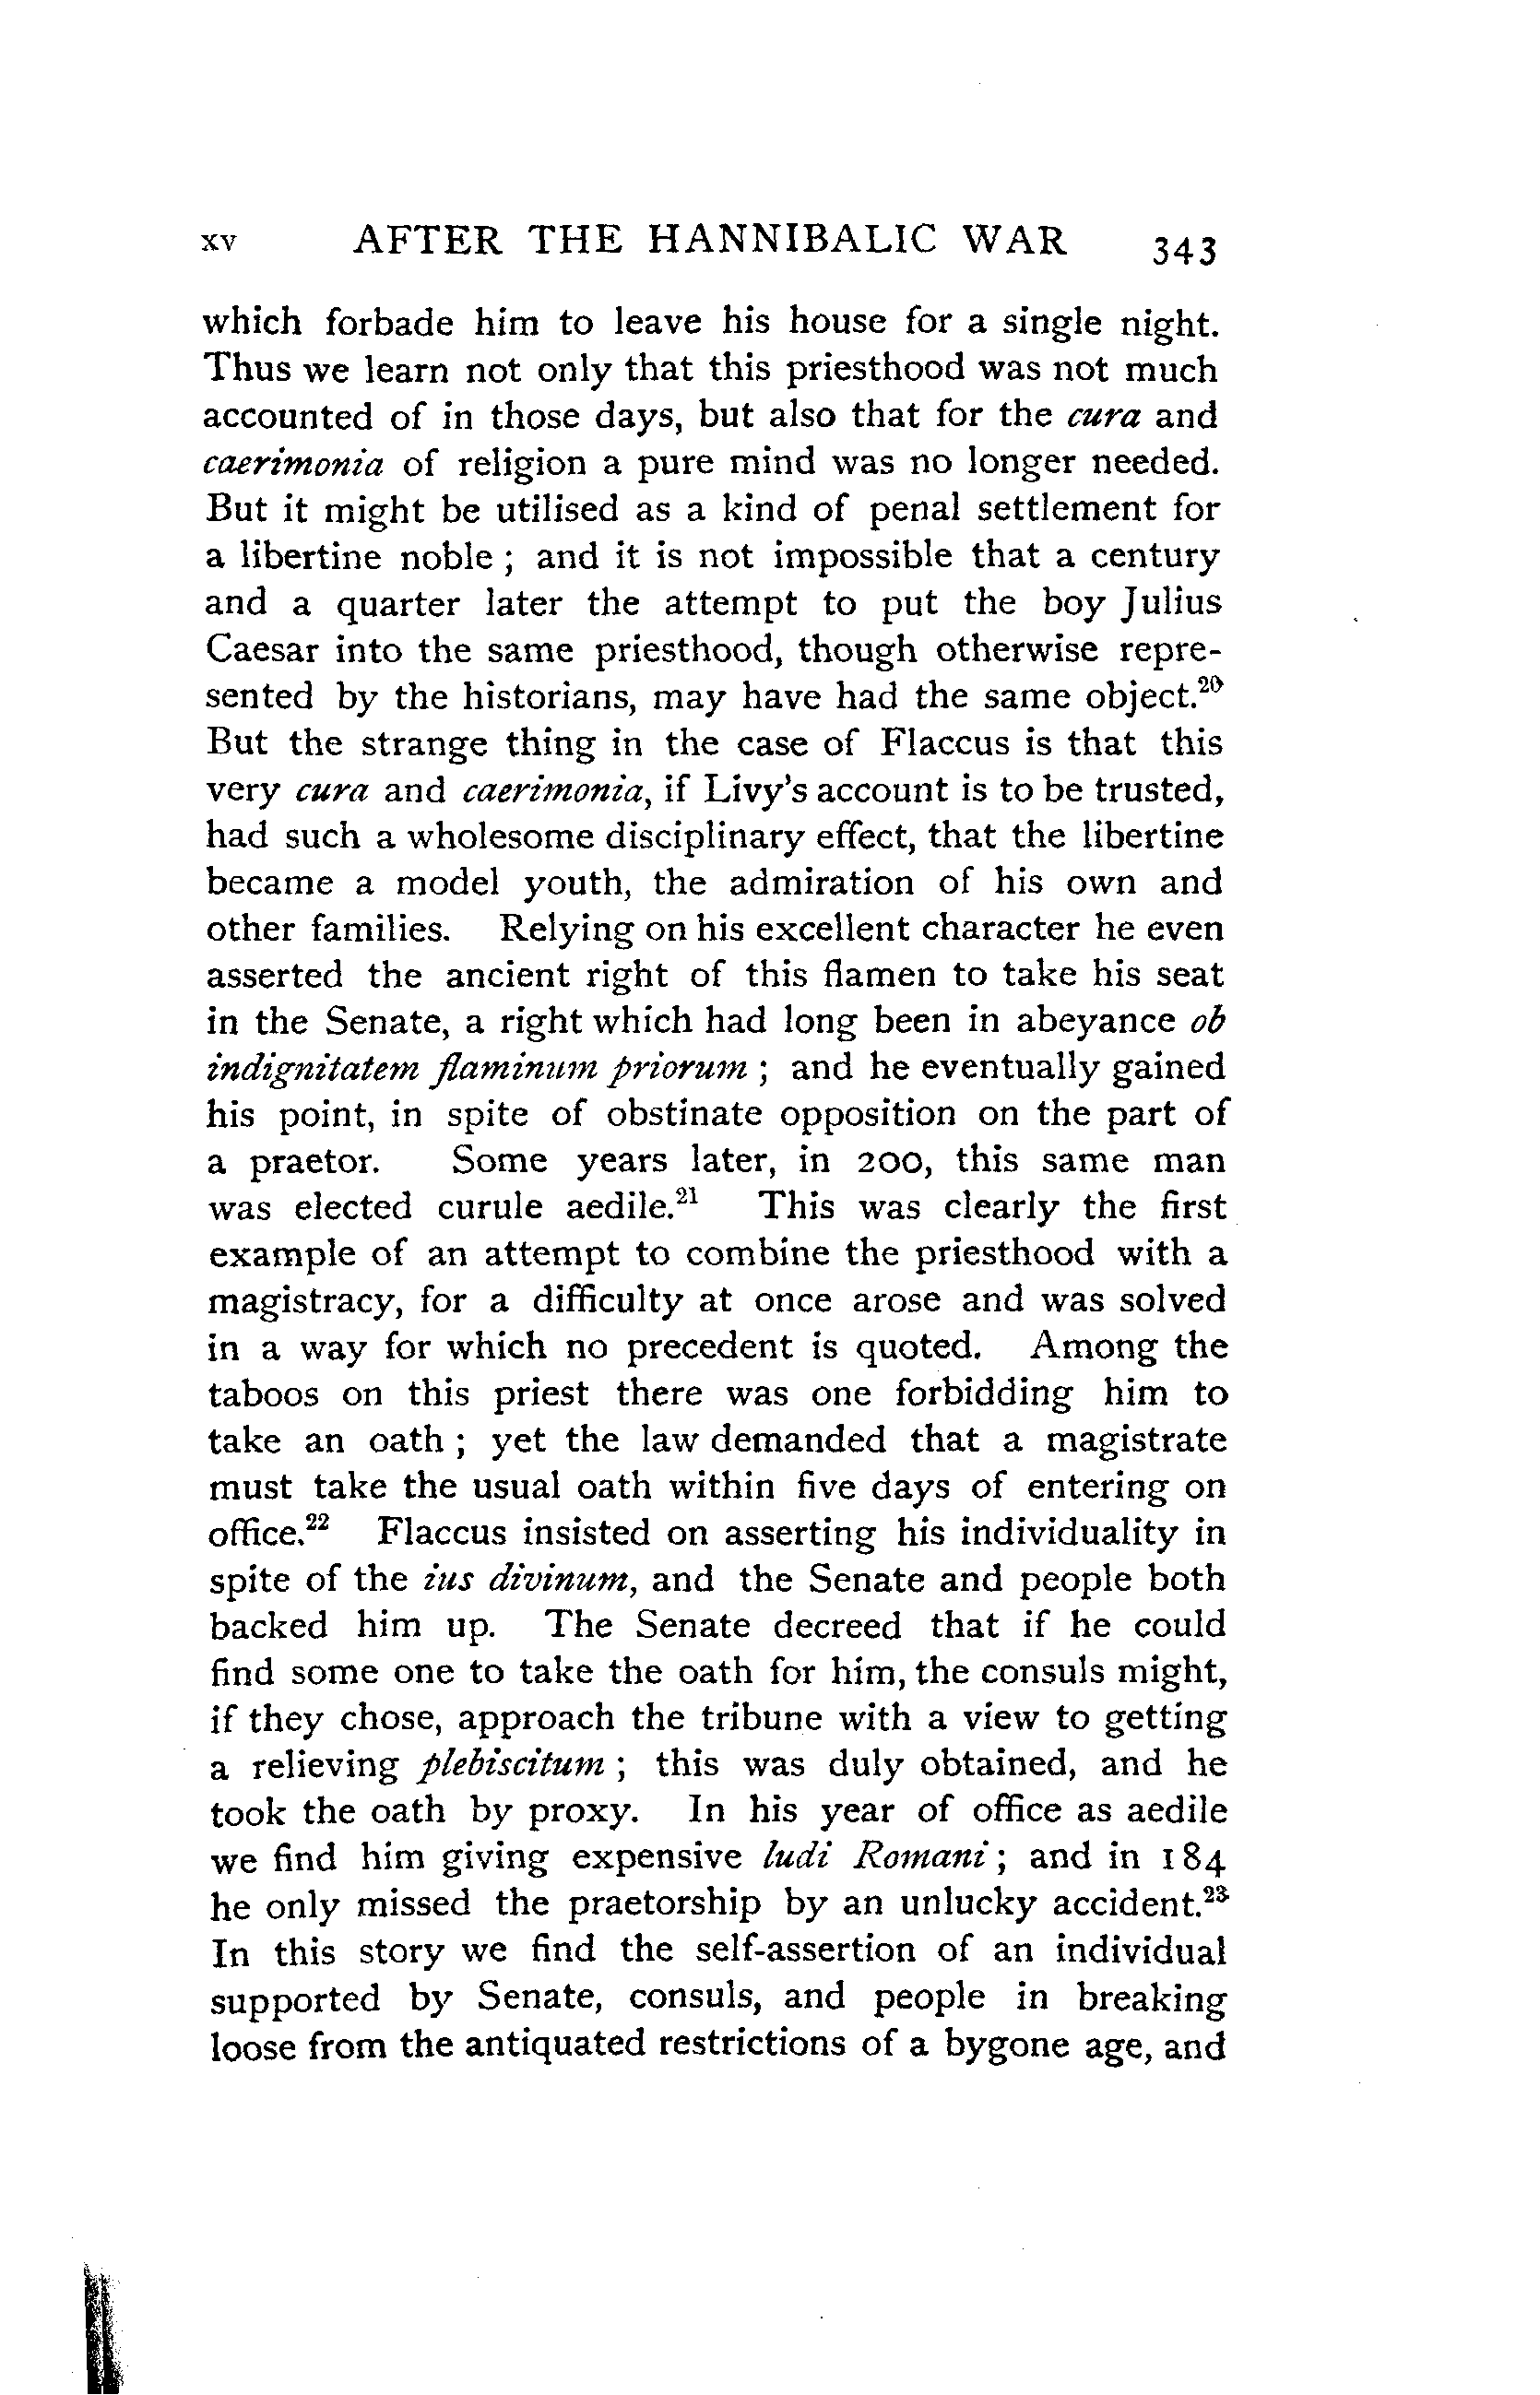 xv AFTER THE HANNIBALIC WAR 343
which forbade him to leave his house for a single night.
Thus we learn not only that this priesthood was not much
accounted of in those days, but also that for the cura and
caerimonia of religion a pure mind was no longer needed.
But it might be utilised as a kind of penal settlement for
a libertine noble ; and it is not impossible that a century
and a quarter later the attempt to put the boy Julius
Caesar into the same priesthood, though otherwise repre-
sented by the historians, may have had the same object.20
But the strange thing in the case of Flaccus is that this
very cura and caerimonia, if Livy's account is to be trusted,
had such a wholesome disciplinary effect, that the libertine
became a model youth, the admiration of his own and
other families. Relying on his excellent character he even
asserted the ancient right of this flamen to take his seat
in the Senate, a right which had long been in abeyance ob
indignitatem flaminum priorum ; and he eventually gained
his point, in spite of obstinate opposition on the part of
a praetor. Some years later, in 200, this same man
was elected curule aedile.21 This was clearly the first
example of an attempt to combine the priesthood with a
magistracy, for a difficulty at once arose and was solved
in a way for which no precedent is quoted. Among the
taboos on this priest there was one forbidding him to
take an oath ; yet the law demanded that a magistrate
must take the usual oath within five days of entering on
office.22 Flaccus insisted on asserting his individuality in
spite of the ius divinum, and the Senate and people both
backed him up. The Senate decreed that if he could
find some one to take the oath for him, the consuls might,
if they chose, approach the tribune with a view to getting
a relieving plebiscitum ; this was duly obtained, and he
took the oath by proxy. In his year of office as aedile
we find him giving expensive ludi Romani ; and in 184
he only missed the praetorship by an unlucky accident.23
In this story we find the self-assertion of an individual
supported by Senate, consuls, and people in breaking
loose from the antiquated restrictions of a bygone age, and